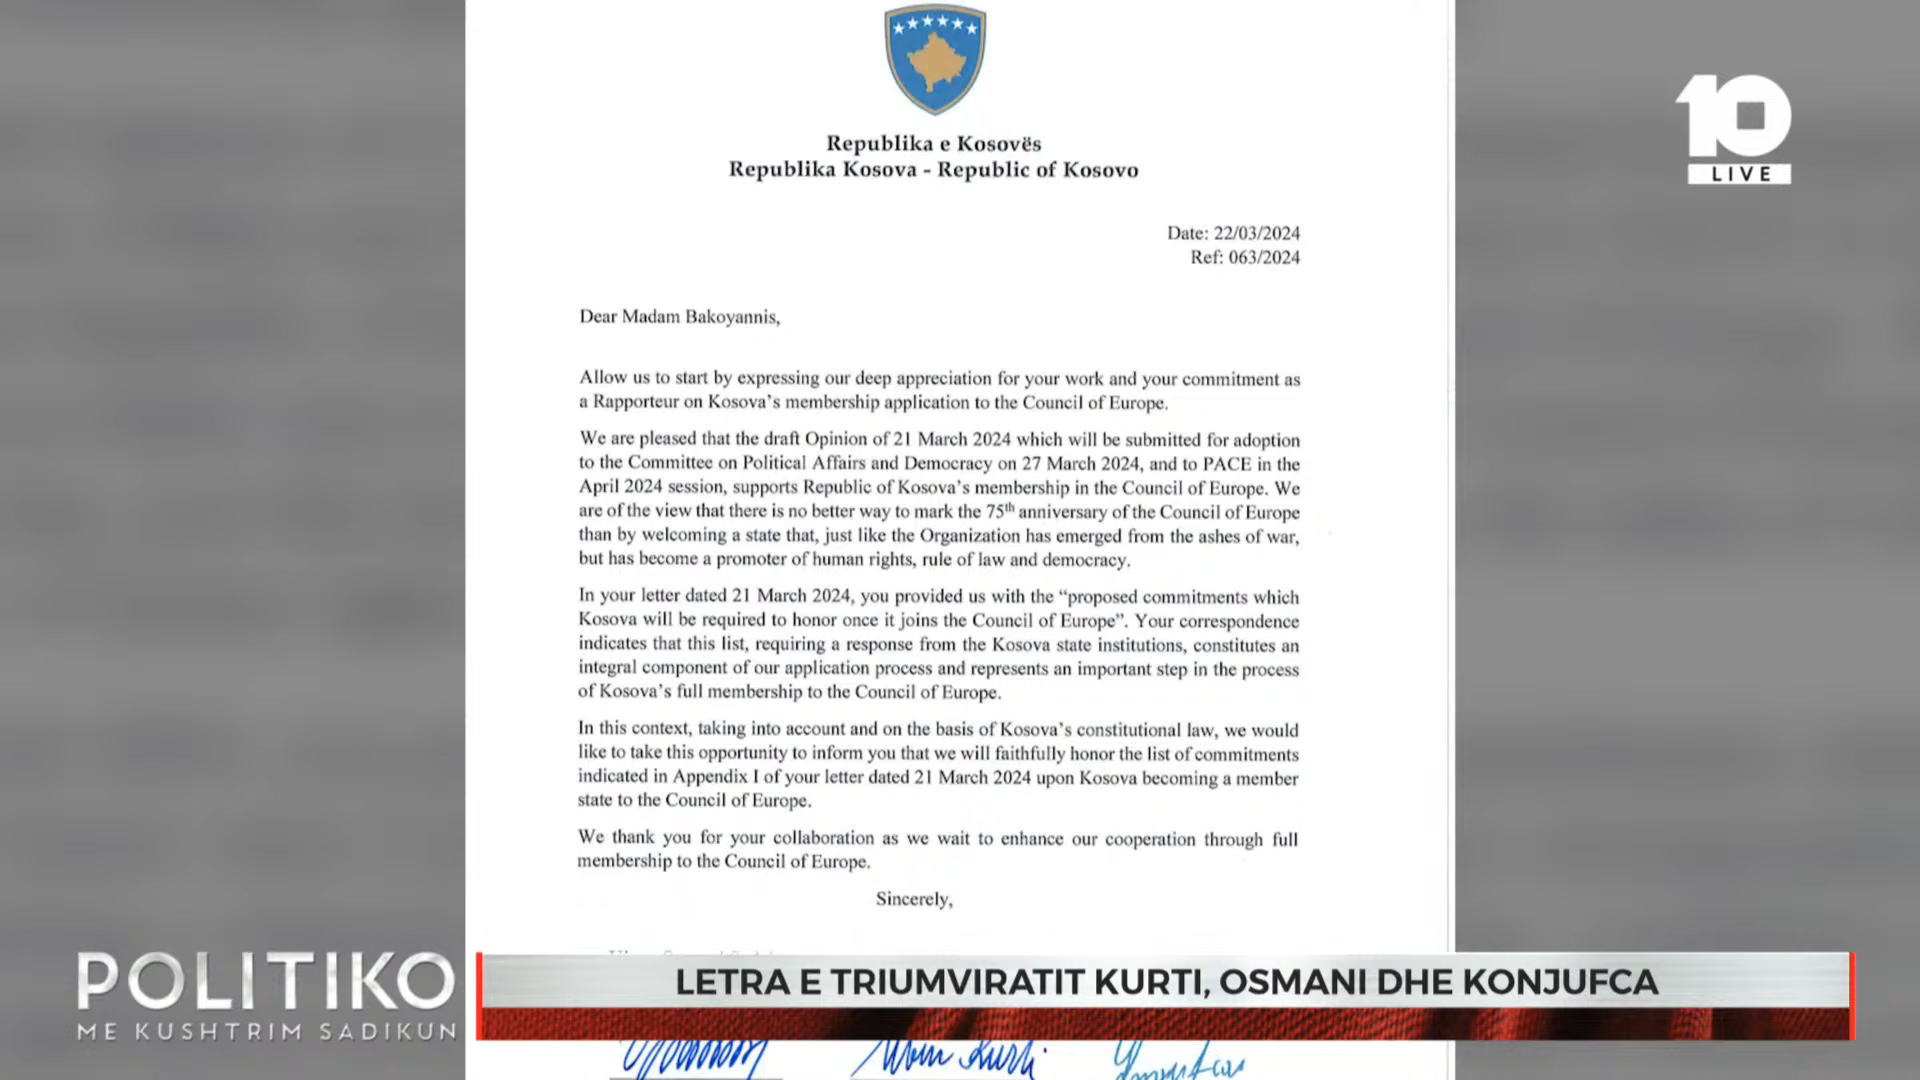 Republika e Kosovës
Republika Kosova - Republic of Kosovo
10
LIVE
Date: 22/03/2024
Ref: 063/2024
Dear Madam Bakoyannis,
Allow us to start by expressing our deep appreciation for your work and your commitment as
a Rapporteur on Kosova's membership application to the Council of Europe.
We are pleased that the draft Opinion of 21 March 2024 which will be submitted for adoption
to the Committee on Political Affairs and Democracy on 27 March 2024, and to PACE in the
April 2024 session, supports Republic of Kosova's membership in the Council of Europe. We
are of the view that there is no better way to mark the 75th anniversary of the Council of Europe
than by welcoming a state that, just like the Organization has emerged from the ashes of war,
but has become a promoter of human rights, rule of law and democracy.
In your letter dated 21 March 2024, you provided us with the “proposed commitments which
Kosova will be required to honor once it joins the Council of Europe”. Your correspondence
indicates that this list, requiring a response from the Kosova state institutions, constitutes an
integral component of our application process and represents an important step in the process
of Kosova's full membership to the Council of Europe.
In this context, taking into account and on the basis of Kosova's constitutional law, we would
like to take this opportunity to inform you that we will faithfully honor the list of commitments
indicated in Appendix I of your letter dated 21 March 2024 upon Kosova becoming a member
state to the Council of Europe.
We thank you for your collaboration as we wait to enhance our cooperation through full
membership to the Council of Europe.
Sincerely,
POLITIKO
ME KUSHTRIM SADIKUN
LETRA E TRIUMVIRATIT KURTI, OSMANI DHE KONJUFCA